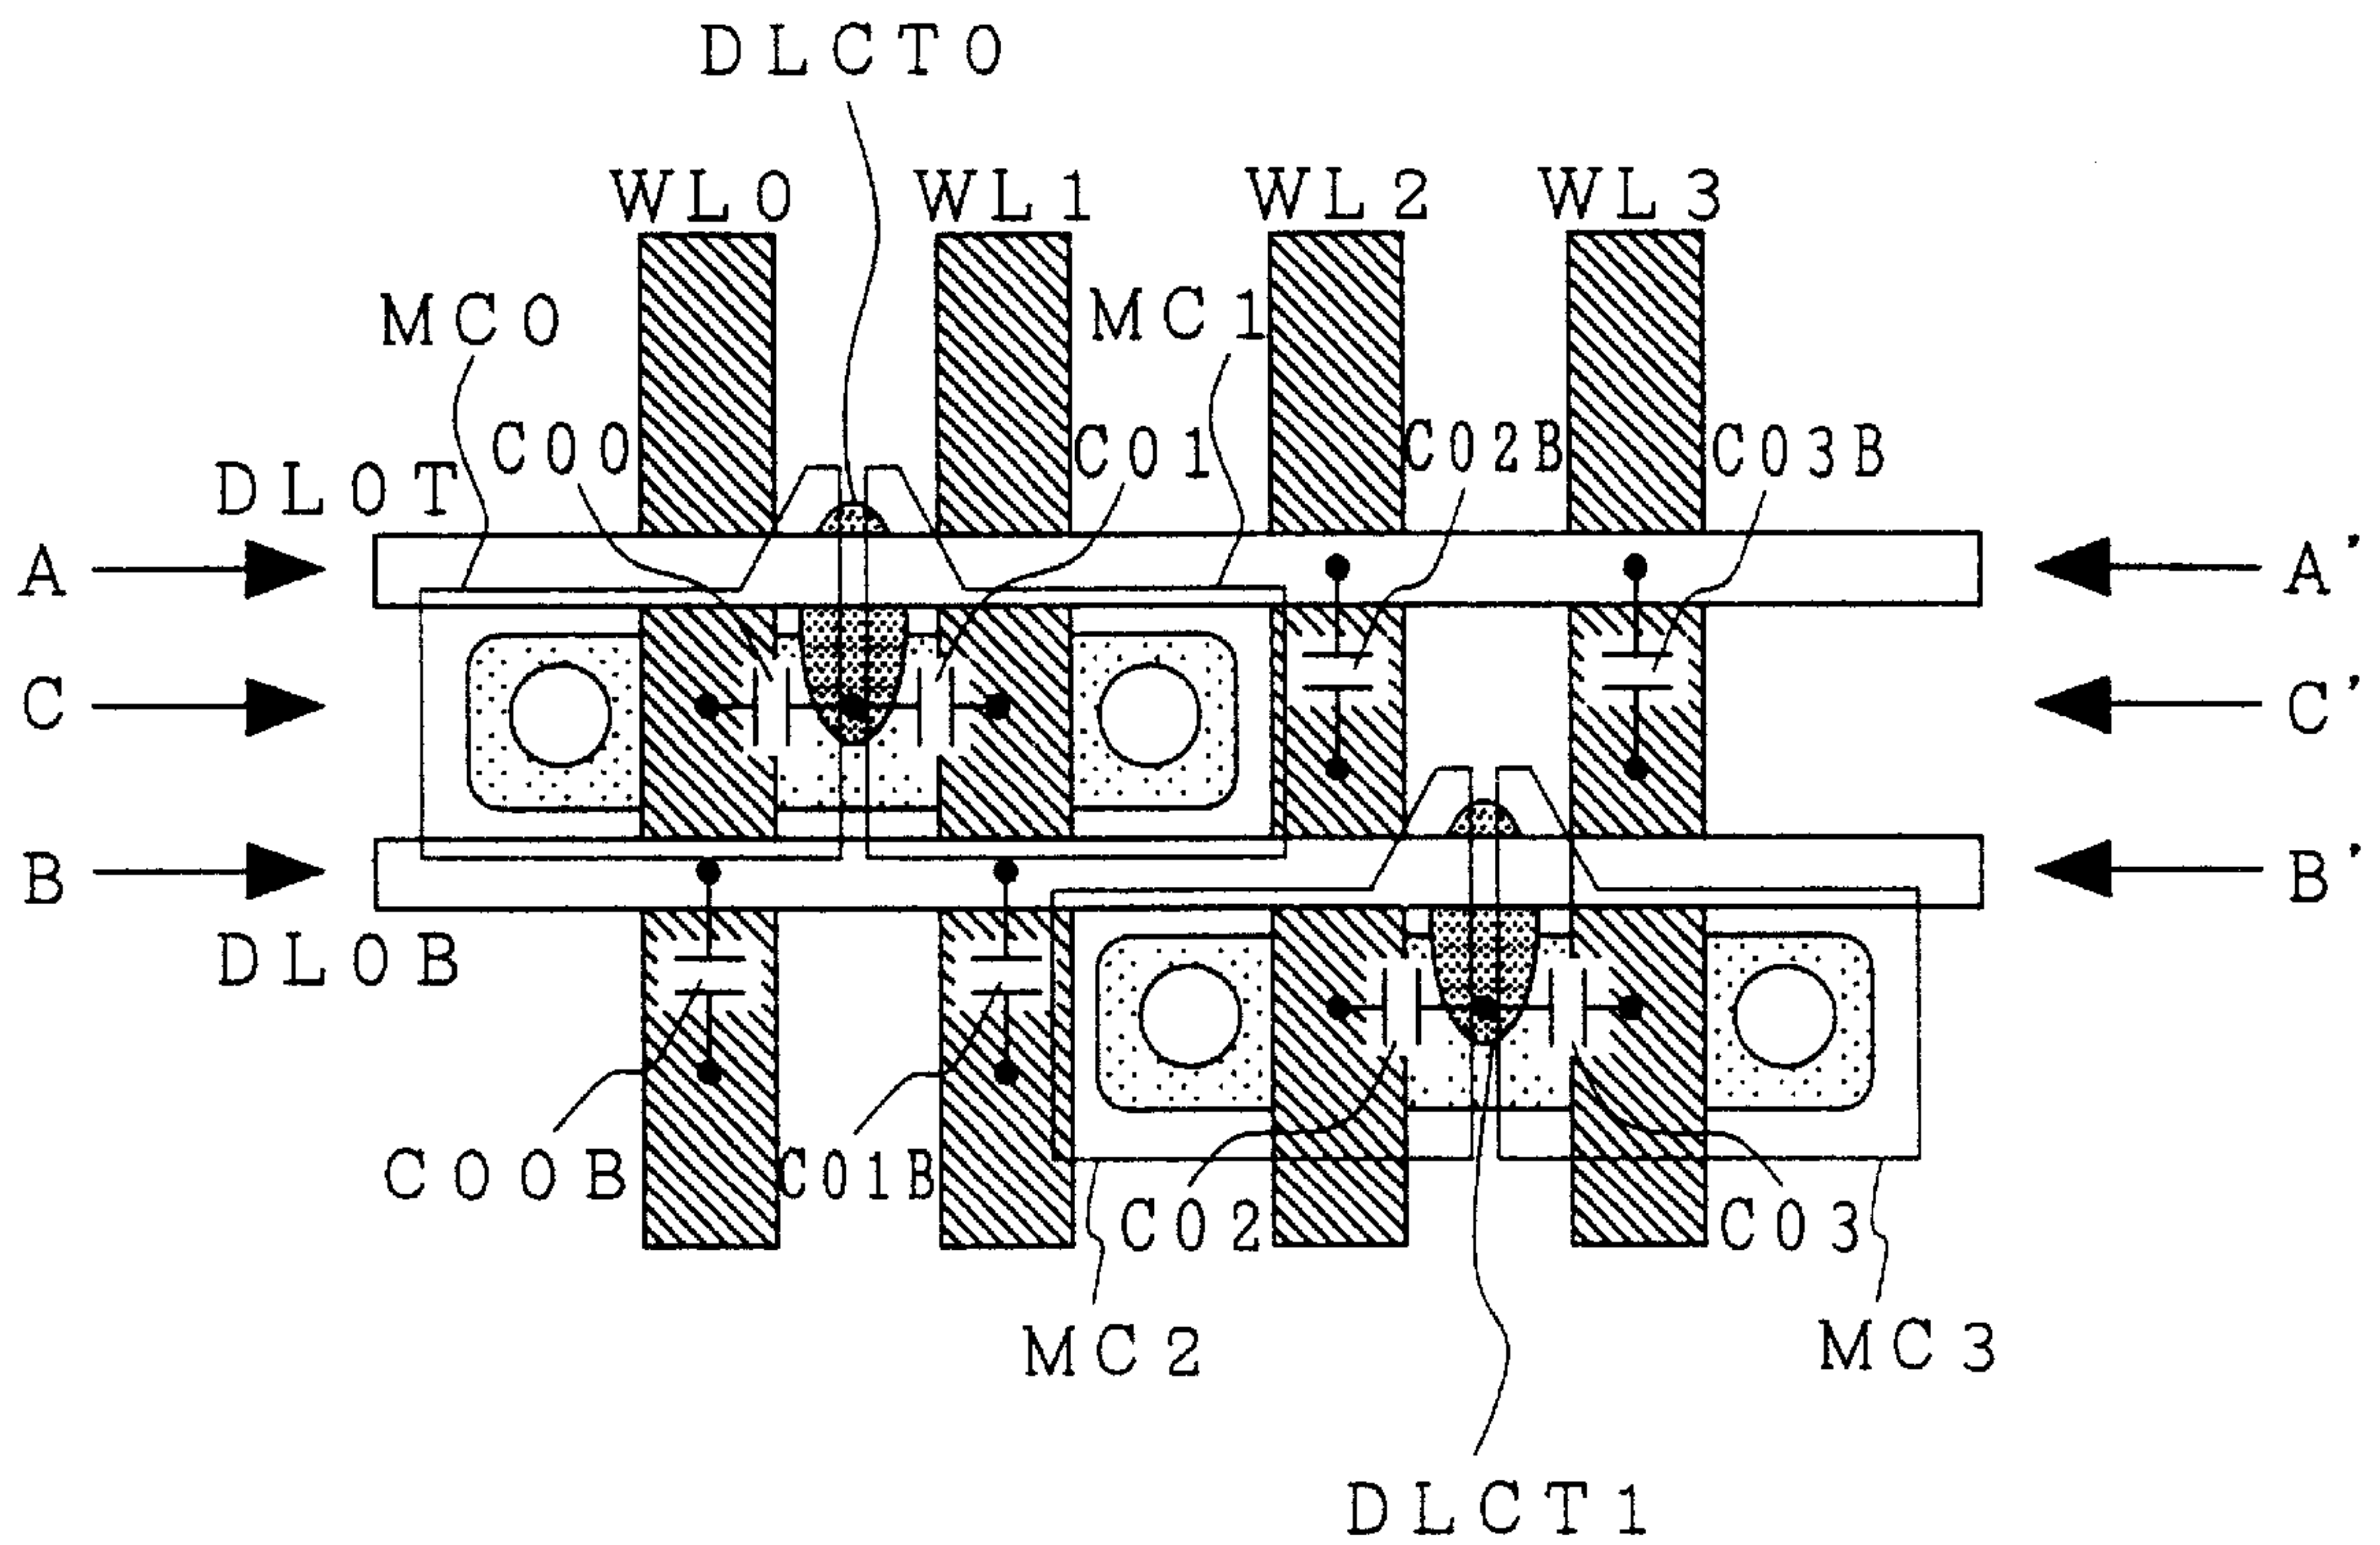 DLCT0
WL0 WL1 WL2 WL3
MC0 MC1
C00 C01 C02B C03B
DL0T
A A'
C C'
B B'
DL0B
C00B C01B C02 C03
MC2 MC3
DLCT1